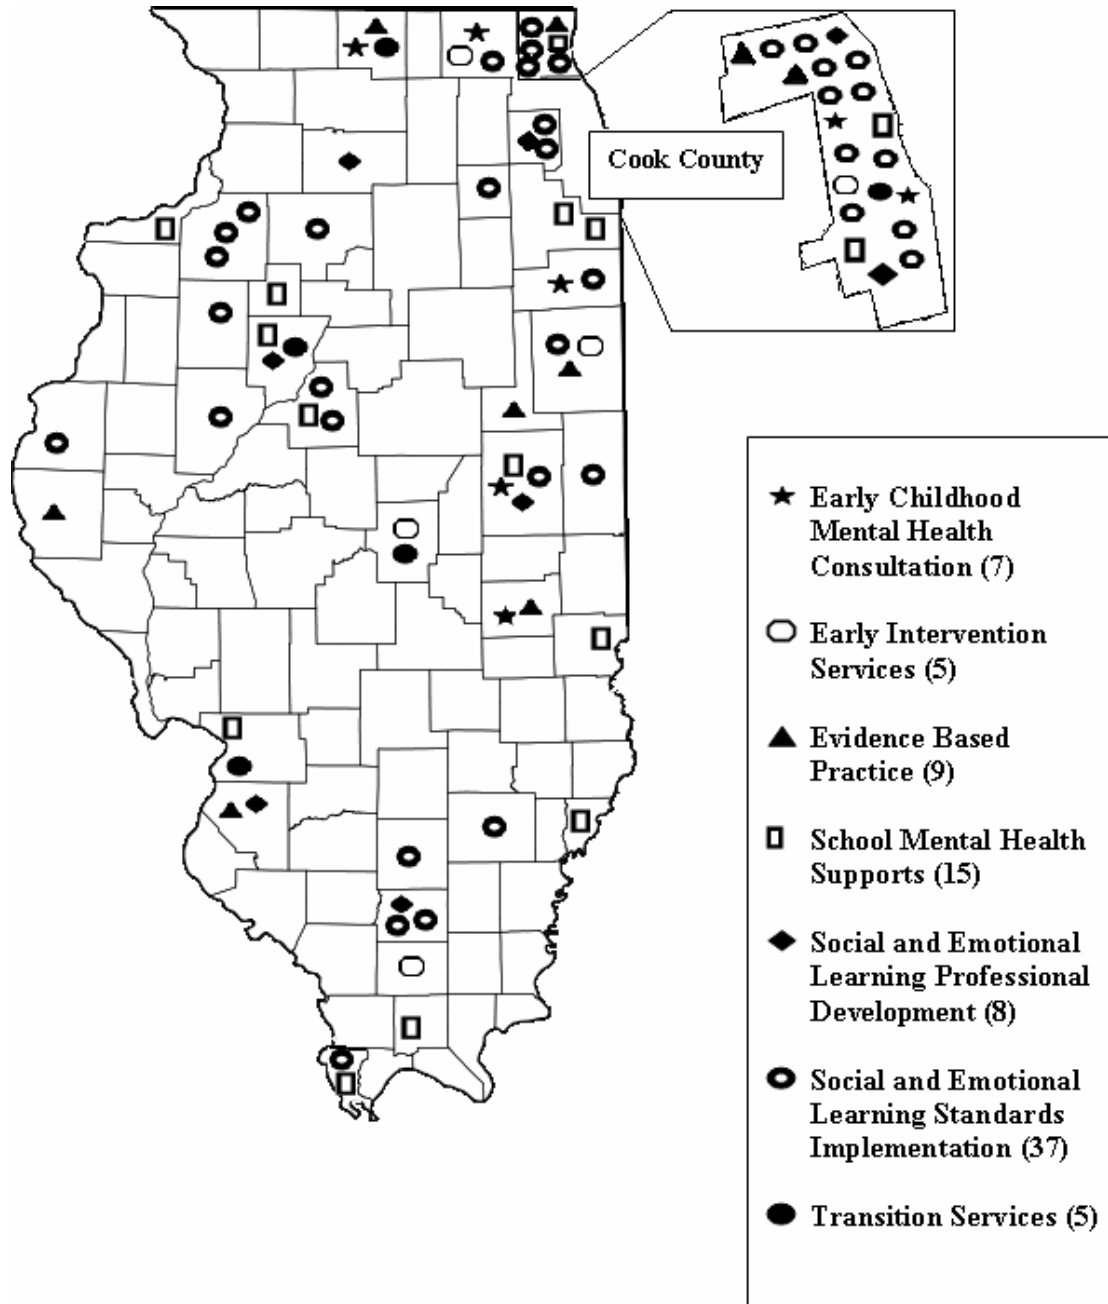 Cook County
Early Childhood
Mental Health
Consultation (7)
Early Intervention
Services (5)
Evidence Based
Practice (9)
School Mental Health
Supports (15)
Social and Emotional
Learning Professional
Development (8)
Social and Emotional
Learning Standards
Implementation (37)
Transition Services (5)